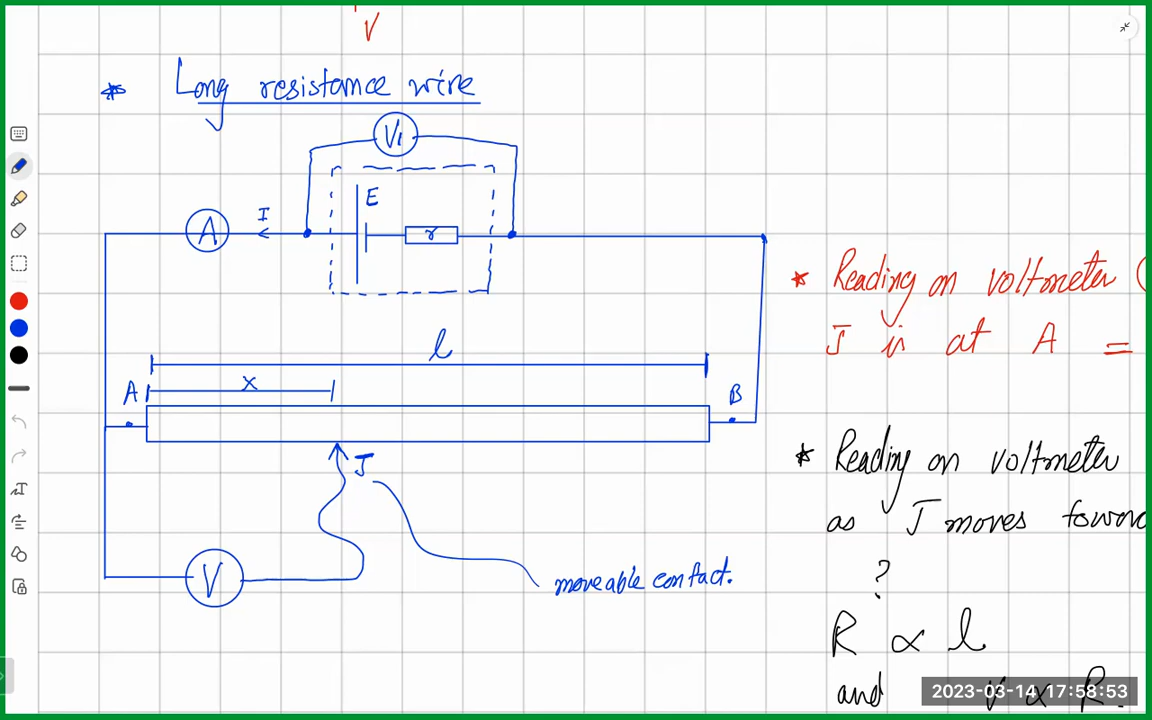 V
* Long resistance wire
V1
E
I
A
r
l
x
A
B
J
V
moveable contact.
* Reading on voltmeter (
J is at A =
* Reading on voltmeter
as J moves toward
?
R ∝ l
and V ∝ R.
2023-03-14 17:58:53